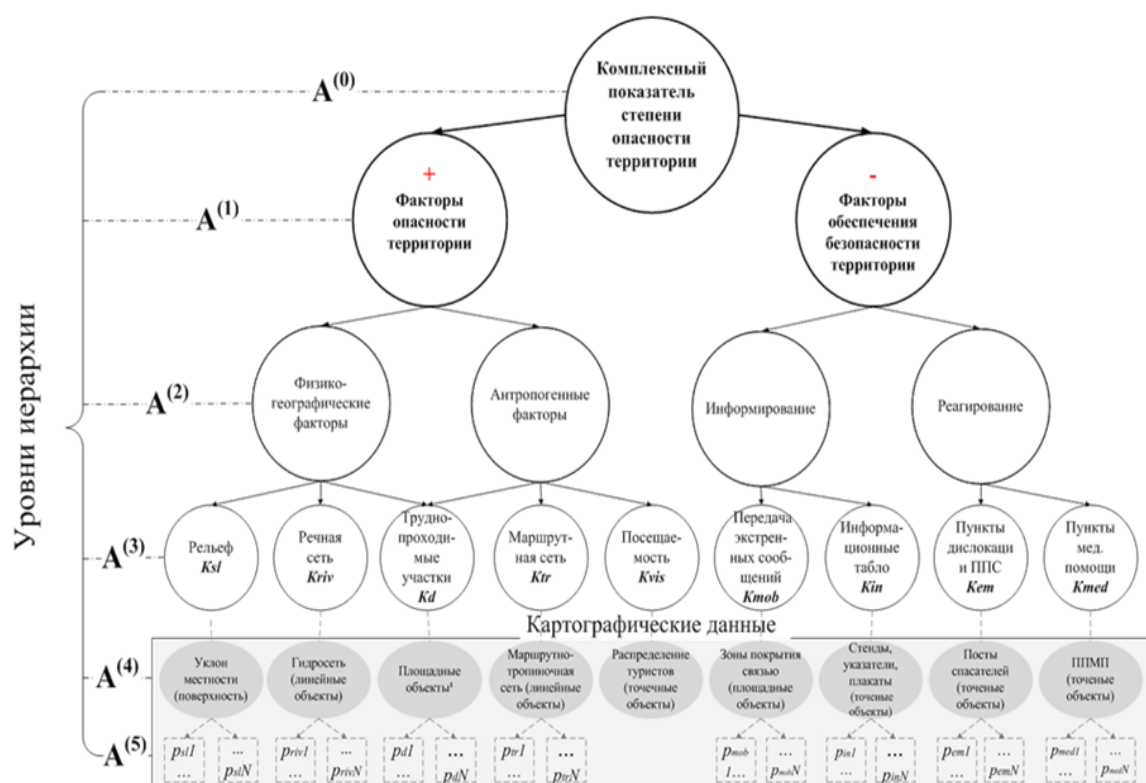 Уровни иерархии
A(0)
Комплексный
показатель
степени
опасности
территории
A(1)
+
Факторы
опасности
территории
-
Факторы
обеспечения
безопасности
территории
A(2)
Физико-
географические
факторы
Антропогенные
факторы
Информирование
Реагирование
A(3)
Рельеф
Ksl
Речная
сеть
Kriv
Трудно-
проходи-
мые
участки
Kd
Маршрут-
ная сеть
Ktr
Посещае-
мость
Kvis
Передача
экстрен-
ных сооб-
щений
Kmob
Информа-
ционные
табло
Kin
Пункты
дислокаци
и ППС
Kem
Пункты
мед.
помощи
Kmed
Картографические данные
A(4)
Уклон
местности
(поверхность)
Гидросеть
(линейные
объекты)
Площадные
объекты¹
Маршрутно-
тропиночная
сеть (линейные
объекты)
Распределение
туристов
(точечные
объекты)
Зоны покрытия
связью
(площадные
объекты)
Стенды,
указатели,
плакаты
(точеные
объекты)
Посты
спасателей
(точеные
объекты)
ППМП
(точеные
объекты)
A(5)
psl1
...
...
pslN
priv1
...
...
privN
pd1
...
...
pdN
ptr1
...
...
ptrN
pmob
1...
...
pmobN
pin1
...
...
pinN
pem1
...
...
pemN
pmed1
...
...
pmedN